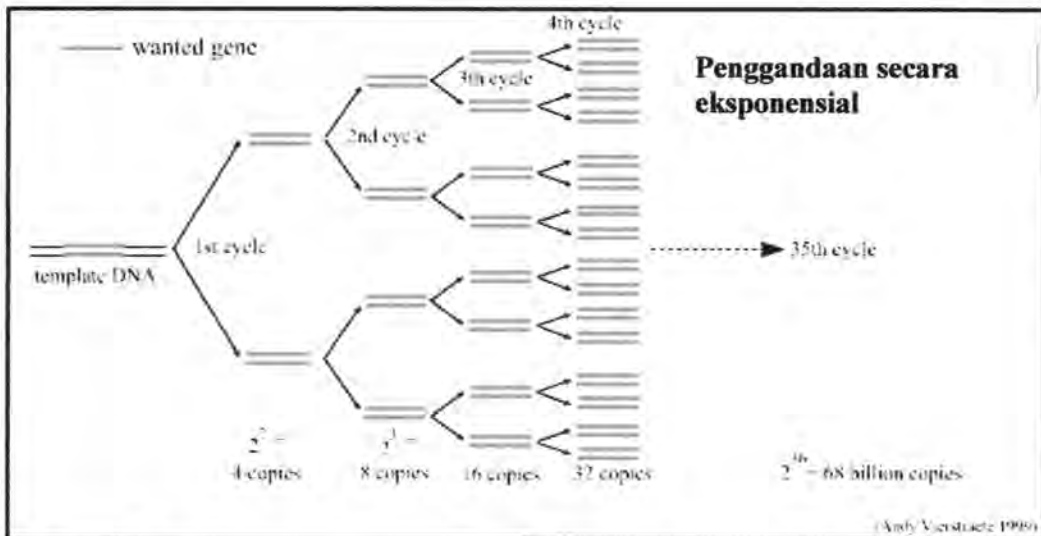 4th cycle
wanted gene
3th cycle
Penggandaan secara
eksponensial
2nd cycle
1st cycle
35th cycle
template DNA
4 copies
8 copies
16 copies
32 copies
= 68 billion copies
(Andy Vierstraete 1999)